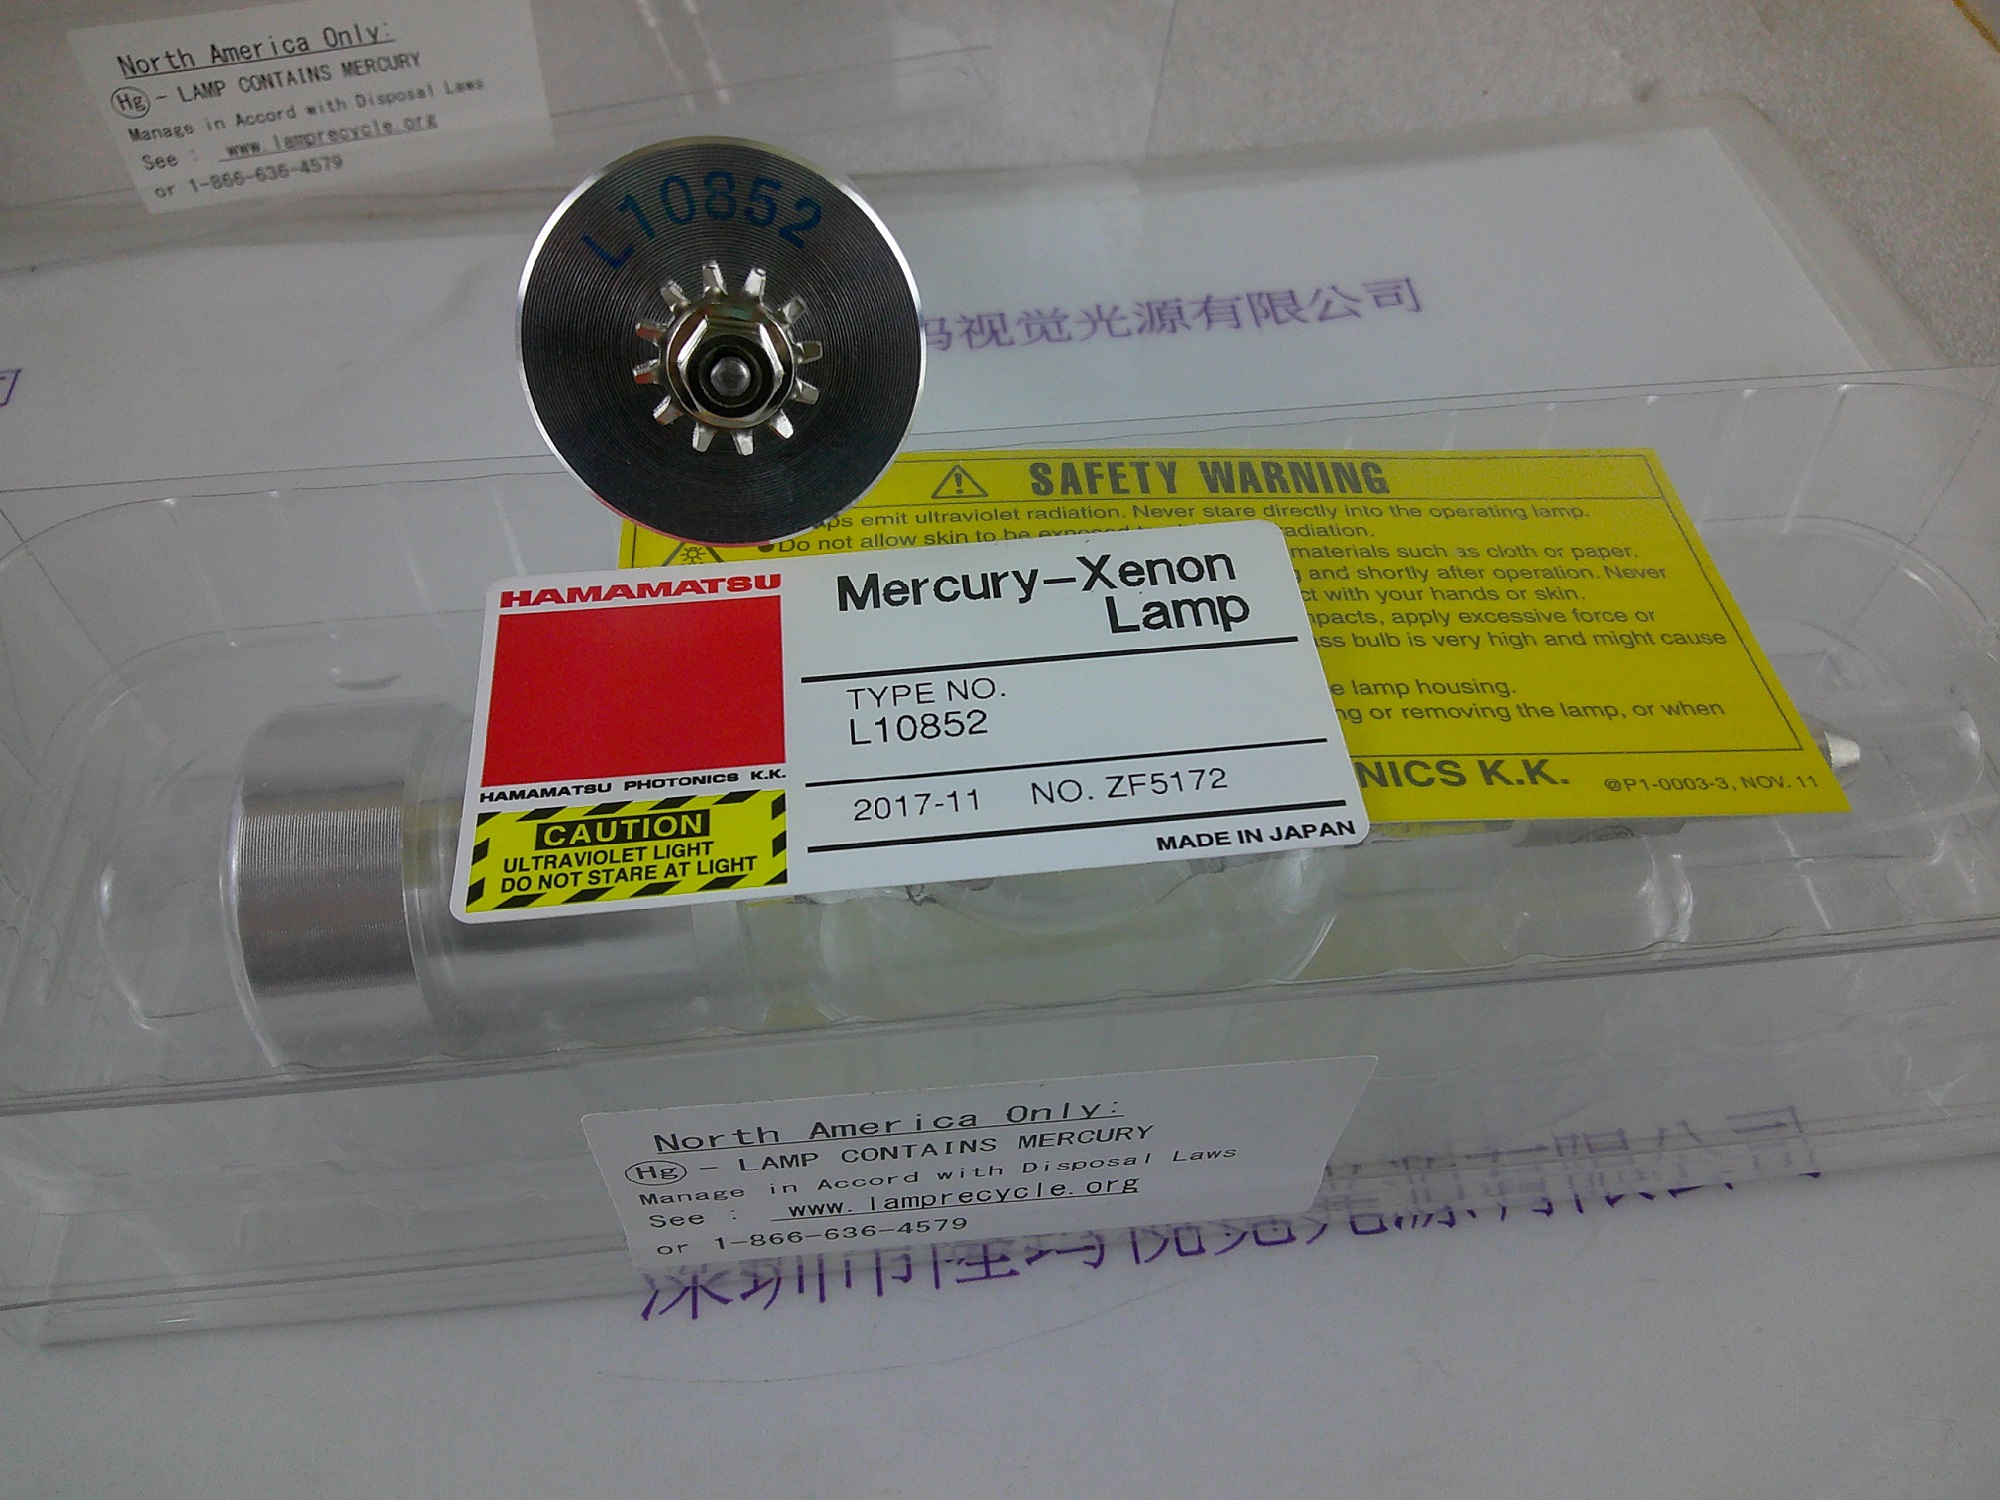 North America Only:
Hg - LAMP CONTAINS MERCURY
Manage in Accord with Disposal Laws
See : www.lamprecycle.org
or 1-866-636-4579
L10852
视觉光源有限公司
SAFETY WARNING
emit ultraviolet radiation. Never stare directly into the operating lamp.
●Do not allow skin to be
radiation.
materials such as cloth or paper.
and shortly after operation. Never
with your hands or skin.
apply excessive force or
bulb is very high and might cause
lamp housing.
or removing the lamp, or when
K.K.
@P1-0003-3, NOV. 11
HAMAMATSU
HAMAMATSU PHOTONICS K.K.
CAUTION
ULTRAVIOLET LIGHT
DO NOT STARE AT LIGHT
Mercury-Xenon
Lamp
TYPE NO.
L10852
2017-11 NO. ZF5172
MADE IN JAPAN
North America Only:
Hg - LAMP CONTAINS MERCURY
Manage in Accord with Disposal Laws
See : www.lamprecycle.org
or 1-866-636-4579